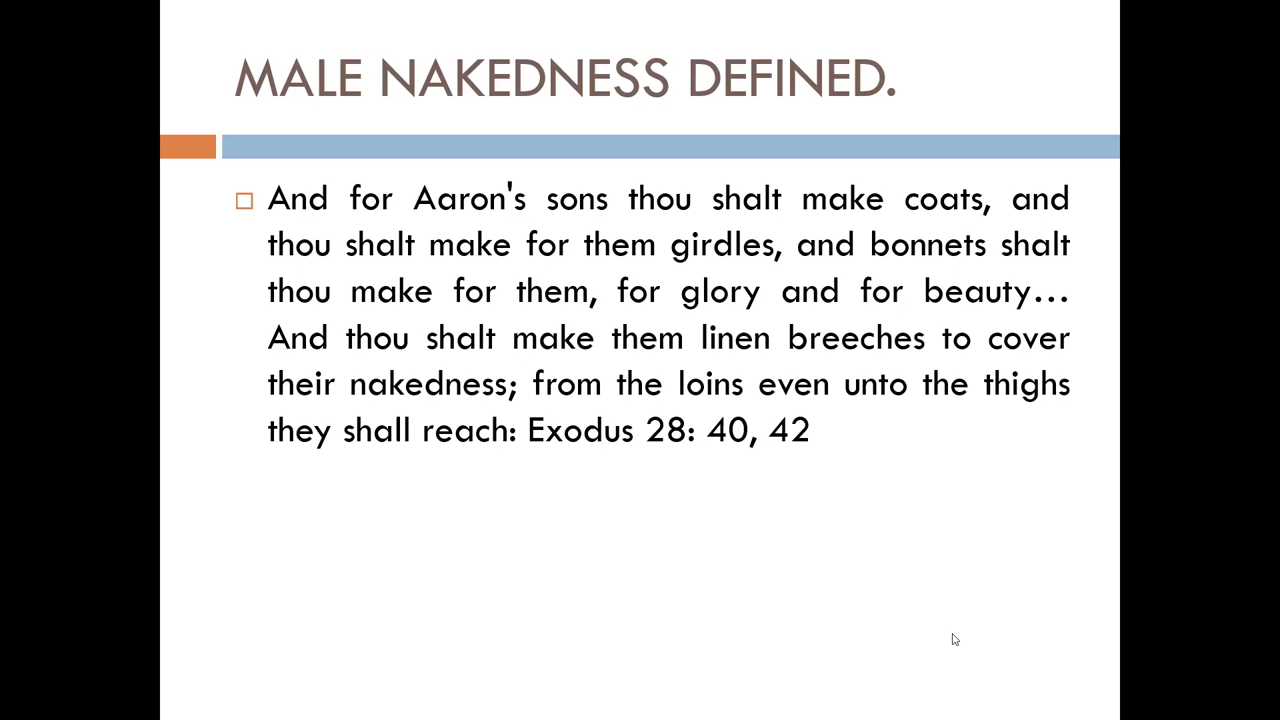 MALE NAKEDNESS DEFINED.
And for Aaron's sons thou shalt make coats, and
thou shalt make for them girdles, and bonnets shalt
thou make for them, for glory and for beauty…
And thou shalt make them linen breeches to cover
their nakedness; from the loins even unto the thighs
they shall reach: Exodus 28: 40, 42